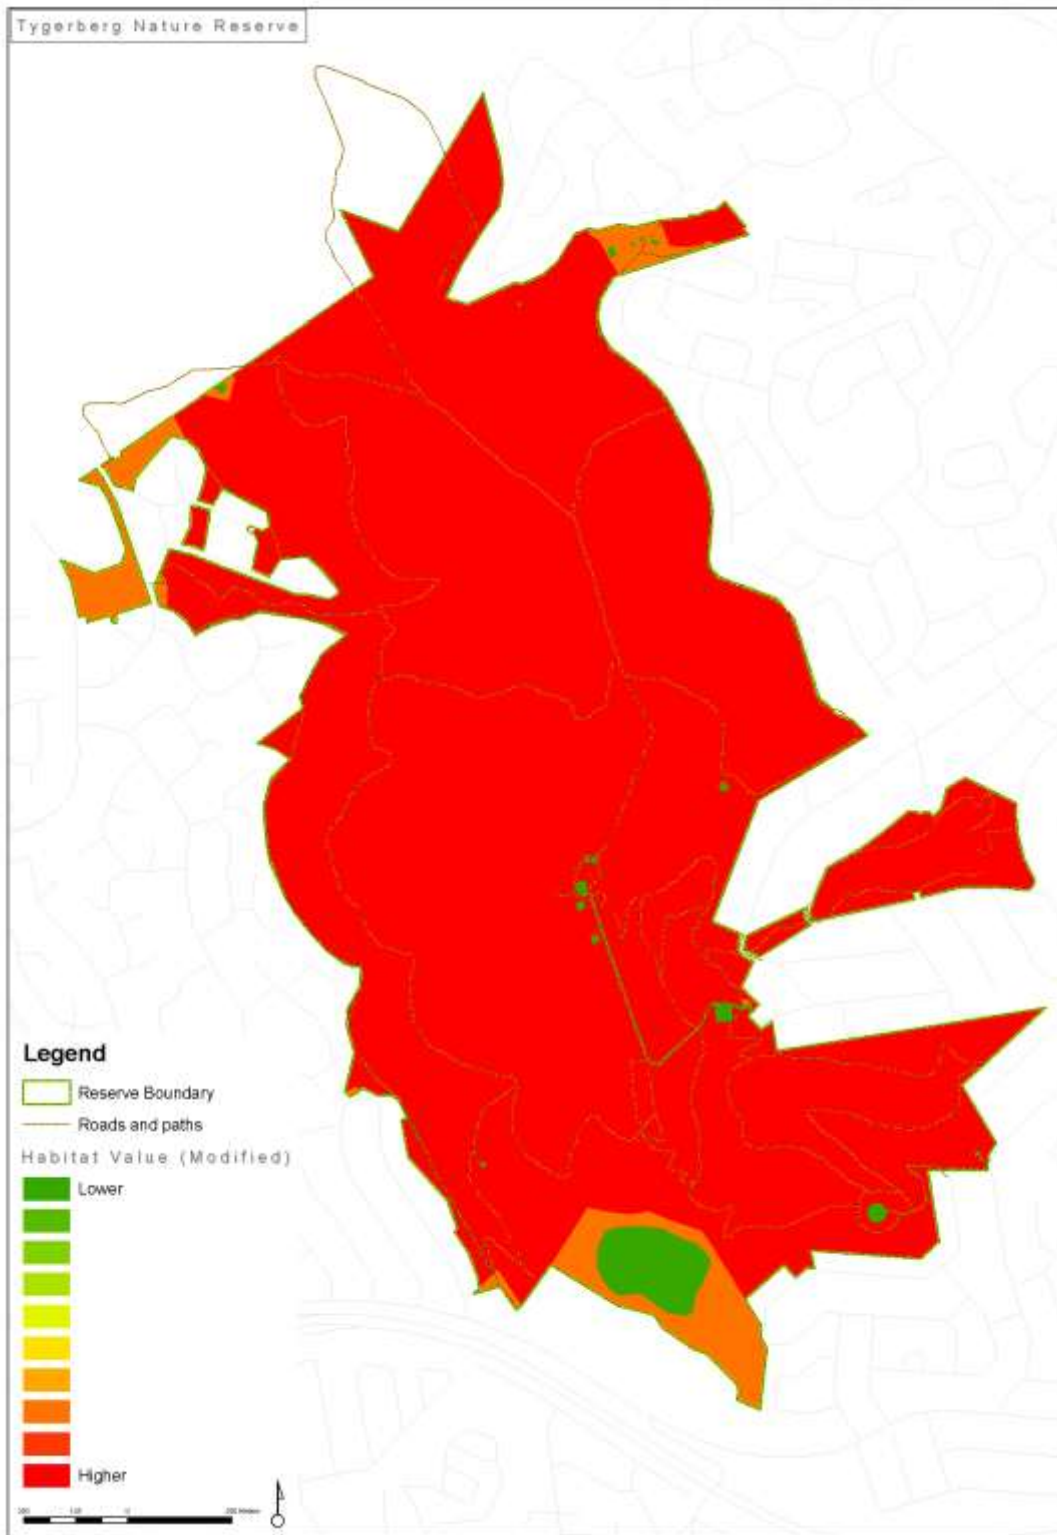 Tygerberg Nature Reserve
Legend
Reserve Boundary
Roads and paths
Habitat Value (Modified)
Lower
Higher